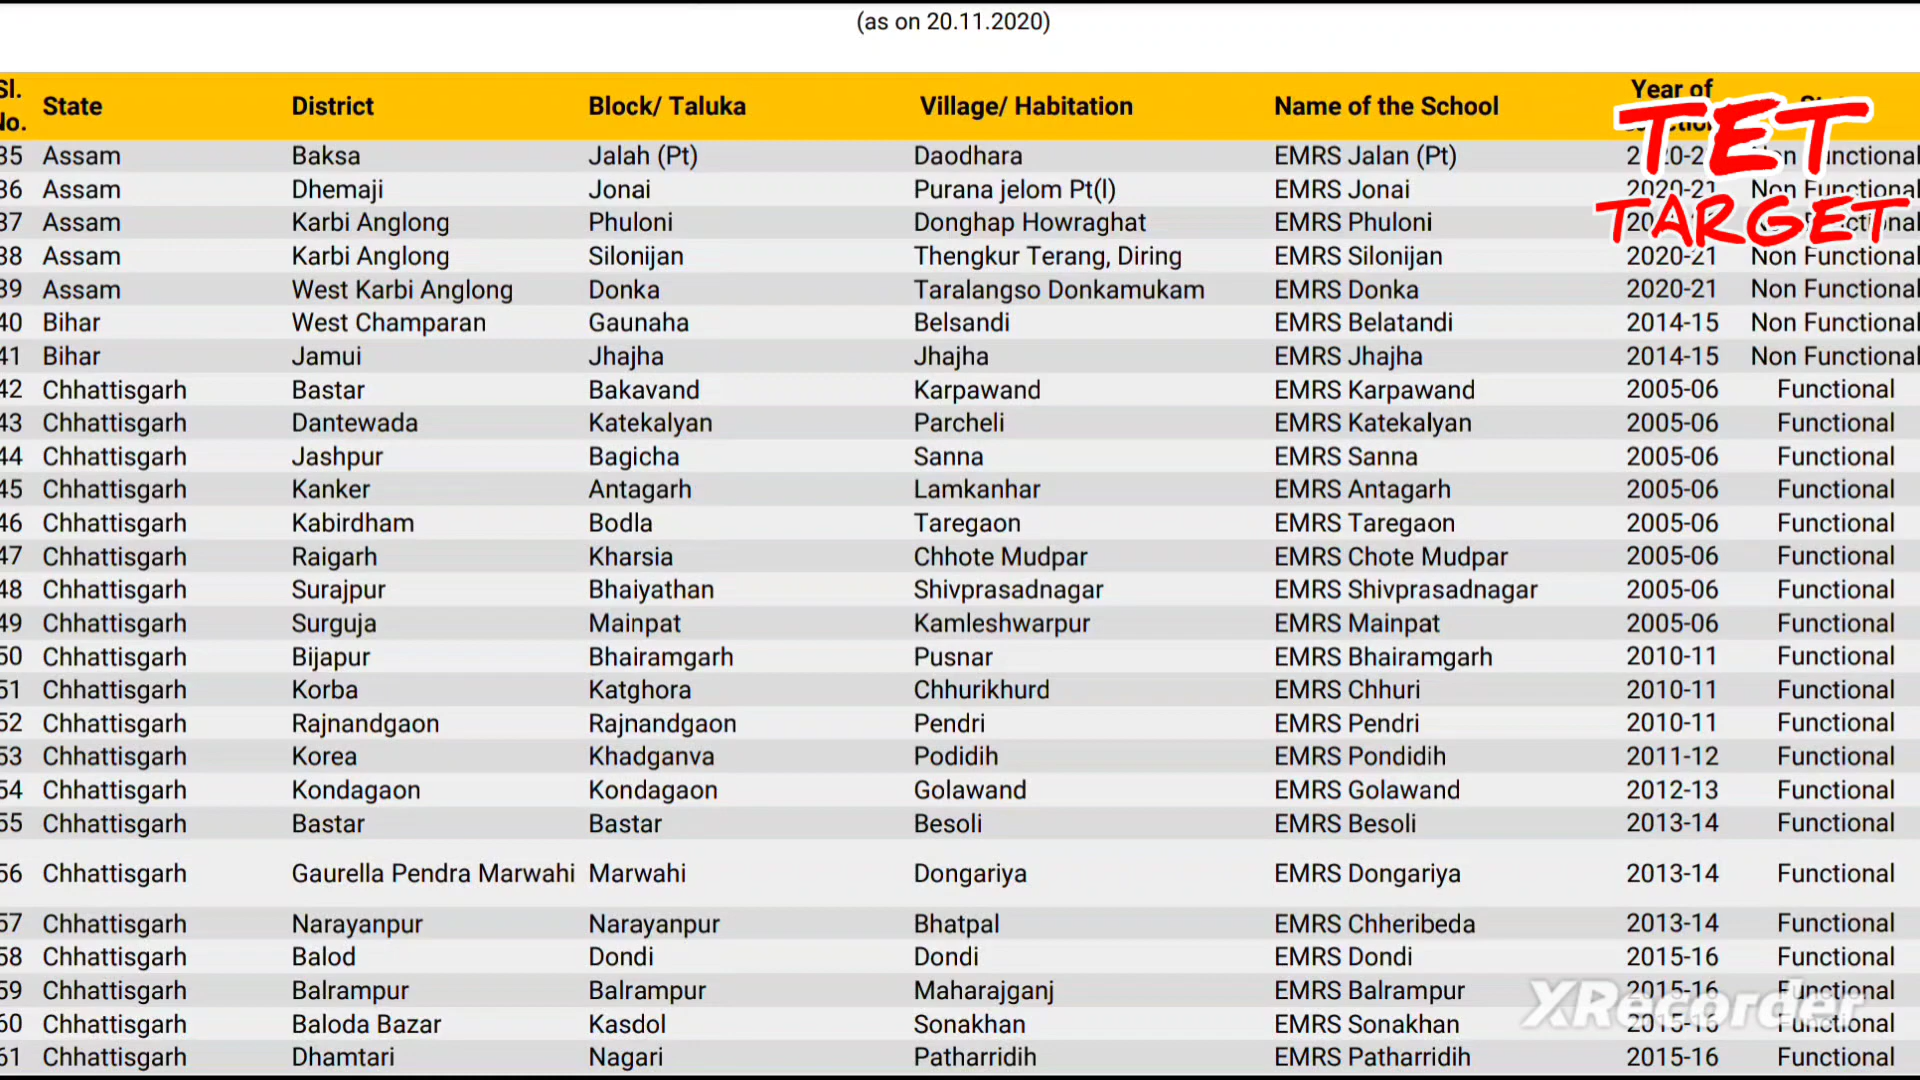 (as on 20.11.2020)
Sl. No. State District Block/ Taluka Village/ Habitation Name of the School Year of
TET
TARGET
35 Assam Baksa Jalah (Pt) Daodhara EMRS Jalan (Pt)
36 Assam Dhemaji Jonai Purana jelom Pt(l) EMRS Jonai 2020-21 Non Functional
37 Assam Karbi Anglong Phuloni Donghap Howraghat EMRS Phuloni
38 Assam Karbi Anglong Silonijan Thengkur Terang, Diring EMRS Silonijan 2020-21 Non Functional
39 Assam West Karbi Anglong Donka Taralangso Donkamukam EMRS Donka 2020-21 Non Functional
40 Bihar West Champaran Gaunaha Belsandi EMRS Belatandi 2014-15 Non Functional
41 Bihar Jamui Jhajha Jhajha EMRS Jhajha 2014-15 Non Functional
42 Chhattisgarh Bastar Bakavand Karpawand EMRS Karpawand 2005-06 Functional
43 Chhattisgarh Dantewada Katekalyan Parcheli EMRS Katekalyan 2005-06 Functional
44 Chhattisgarh Jashpur Bagicha Sanna EMRS Sanna 2005-06 Functional
45 Chhattisgarh Kanker Antagarh Lamkanhar EMRS Antagarh 2005-06 Functional
46 Chhattisgarh Kabirdham Bodla Taregaon EMRS Taregaon 2005-06 Functional
47 Chhattisgarh Raigarh Kharsia Chhote Mudpar EMRS Chote Mudpar 2005-06 Functional
48 Chhattisgarh Surajpur Bhaiyathan Shivprasadnagar EMRS Shivprasadnagar 2005-06 Functional
49 Chhattisgarh Surguja Mainpat Kamleshwarpur EMRS Mainpat 2005-06 Functional
50 Chhattisgarh Bijapur Bhairamgarh Pusnar EMRS Bhairamgarh 2010-11 Functional
51 Chhattisgarh Korba Katghora Chhurikhurd EMRS Chhuri 2010-11 Functional
52 Chhattisgarh Rajnandgaon Rajnandgaon Pendri EMRS Pendri 2010-11 Functional
53 Chhattisgarh Korea Khadganva Podidih EMRS Pondidih 2011-12 Functional
54 Chhattisgarh Kondagaon Kondagaon Golawand EMRS Golawand 2012-13 Functional
55 Chhattisgarh Bastar Bastar Besoli EMRS Besoli 2013-14 Functional
56 Chhattisgarh Gaurella Pendra Marwahi Marwahi Dongariya EMRS Dongariya 2013-14 Functional
57 Chhattisgarh Narayanpur Narayanpur Bhatpal EMRS Chheribeda 2013-14 Functional
58 Chhattisgarh Balod Dondi Dondi EMRS Dondi 2015-16 Functional
59 Chhattisgarh Balrampur Balrampur Maharajganj EMRS Balrampur 2015-16 Functional
XRecorder
60 Chhattisgarh Baloda Bazar Kasdol Sonakhan EMRS Sonakhan 2015-16 Functional
61 Chhattisgarh Dhamtari Nagari Patharridih EMRS Patharridih 2015-16 Functional